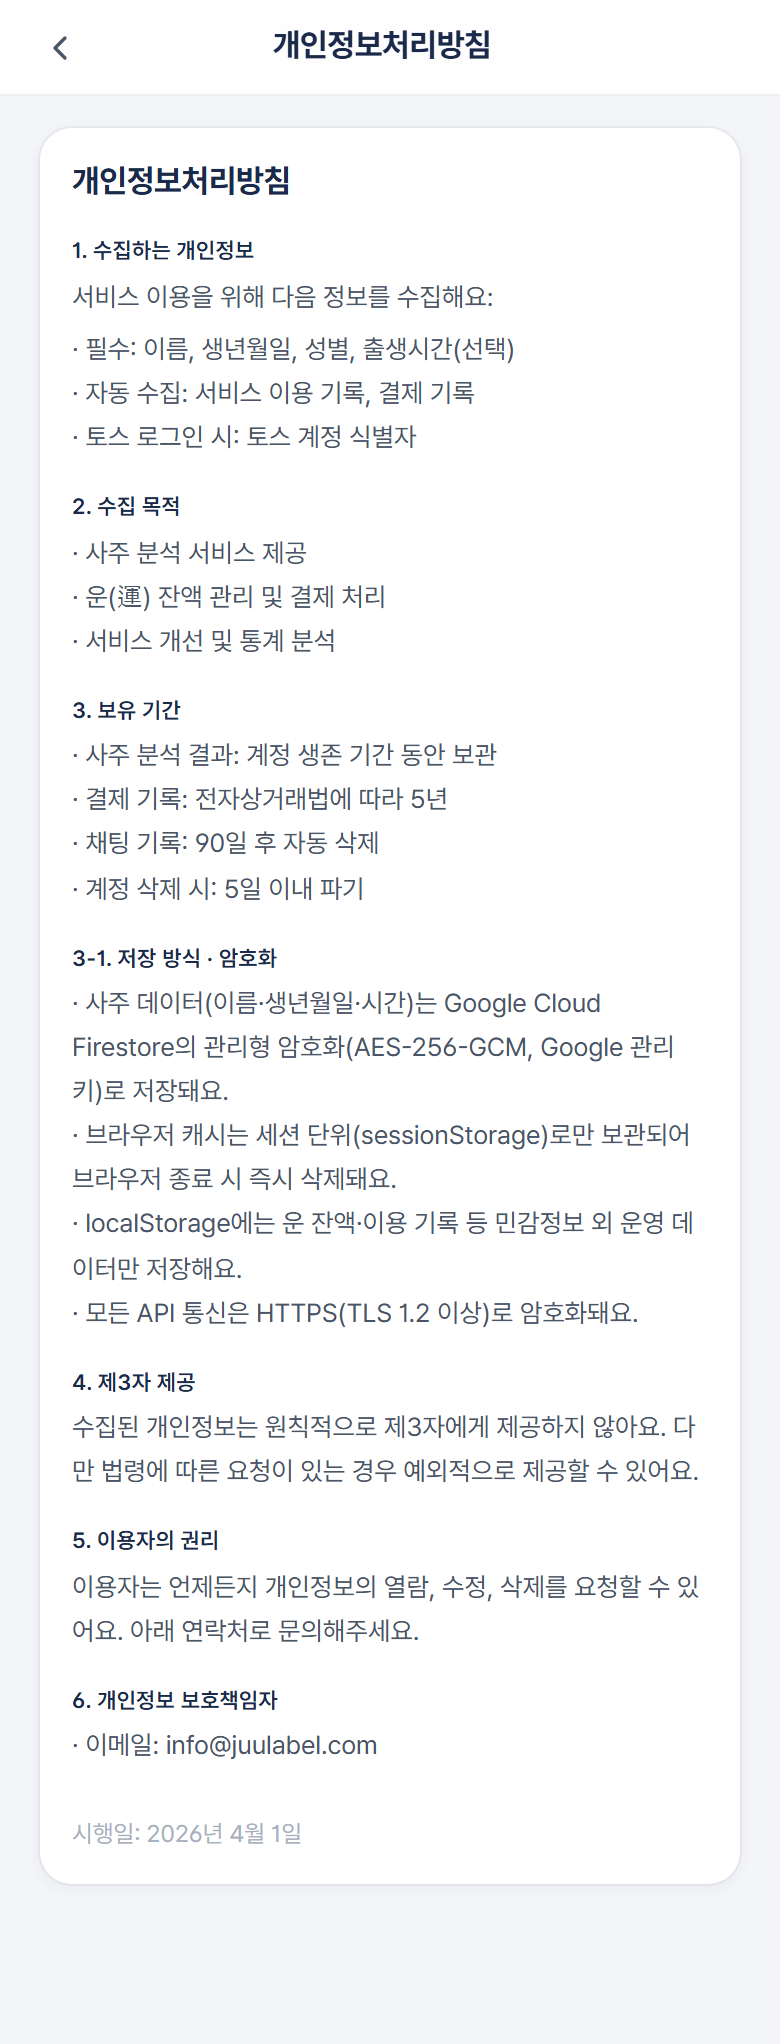 개인정보처리방침
개인정보처리방침
1. 수집하는 개인정보
서비스 이용을 위해 다음 정보를 수집해요:
· 필수: 이름, 생년월일, 성별, 출생시간(선택)
· 자동 수집: 서비스 이용 기록, 결제 기록
· 토스 로그인 시: 토스 계정 식별자
2. 수집 목적
· 사주 분석 서비스 제공
· 운(運) 잔액 관리 및 결제 처리
· 서비스 개선 및 통계 분석
3. 보유 기간
· 사주 분석 결과: 계정 생존 기간 동안 보관
· 결제 기록: 전자상거래법에 따라 5년
· 채팅 기록: 90일 후 자동 삭제
· 계정 삭제 시: 5일 이내 파기
3-1. 저장 방식 · 암호화
· 사주 데이터(이름·생년월일·시간)는 Google Cloud
Firestore의 관리형 암호화(AES-256-GCM, Google 관리
키)로 저장돼요.
· 브라우저 캐시는 세션 단위(sessionStorage)로만 보관되어
브라우저 종료 시 즉시 삭제돼요.
· localStorage에는 운 잔액·이용 기록 등 민감정보 외 운영 데
이터만 저장해요.
· 모든 API 통신은 HTTPS(TLS 1.2 이상)로 암호화돼요.
4. 제3자 제공
수집된 개인정보는 원칙적으로 제3자에게 제공하지 않아요. 다
만 법령에 따른 요청이 있는 경우 예외적으로 제공할 수 있어요.
5. 이용자의 권리
이용자는 언제든지 개인정보의 열람, 수정, 삭제를 요청할 수 있
어요. 아래 연락처로 문의해주세요.
6. 개인정보 보호책임자
· 이메일: info@juulabel.com
시행일: 2026년 4월 1일